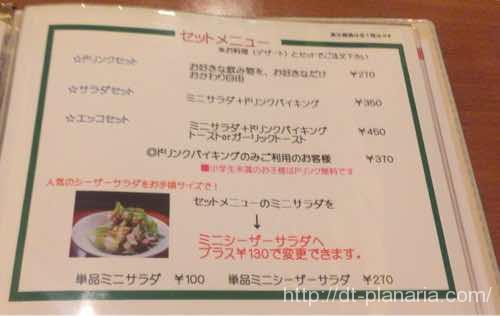 セットメニュー
※お料理(デザート)とセットでご注文下さい
☆ドリンクセット
お好きな飲み物を、お好きなだけ ¥270
おかわり自由
☆サラダセット
ミニサラダ+ドリンクバイキング ¥350
☆エッコセット
ミニサラダ+ドリンクバイキング ¥450
トーストorガーリックトースト
◎ドリンクバイキングのみご利用のお客様 ¥370
■小学生未満のお子様はドリンク無料です
人気のシーザーサラダをお手頃サイズで!
セットメニューのミニサラダを
↓
ミニシーザーサラダへ
プラス¥130で変更できます。
単品ミニサラダ ¥100 単品ミニシーザーサラダ ¥270
http://dt-planaria.com/